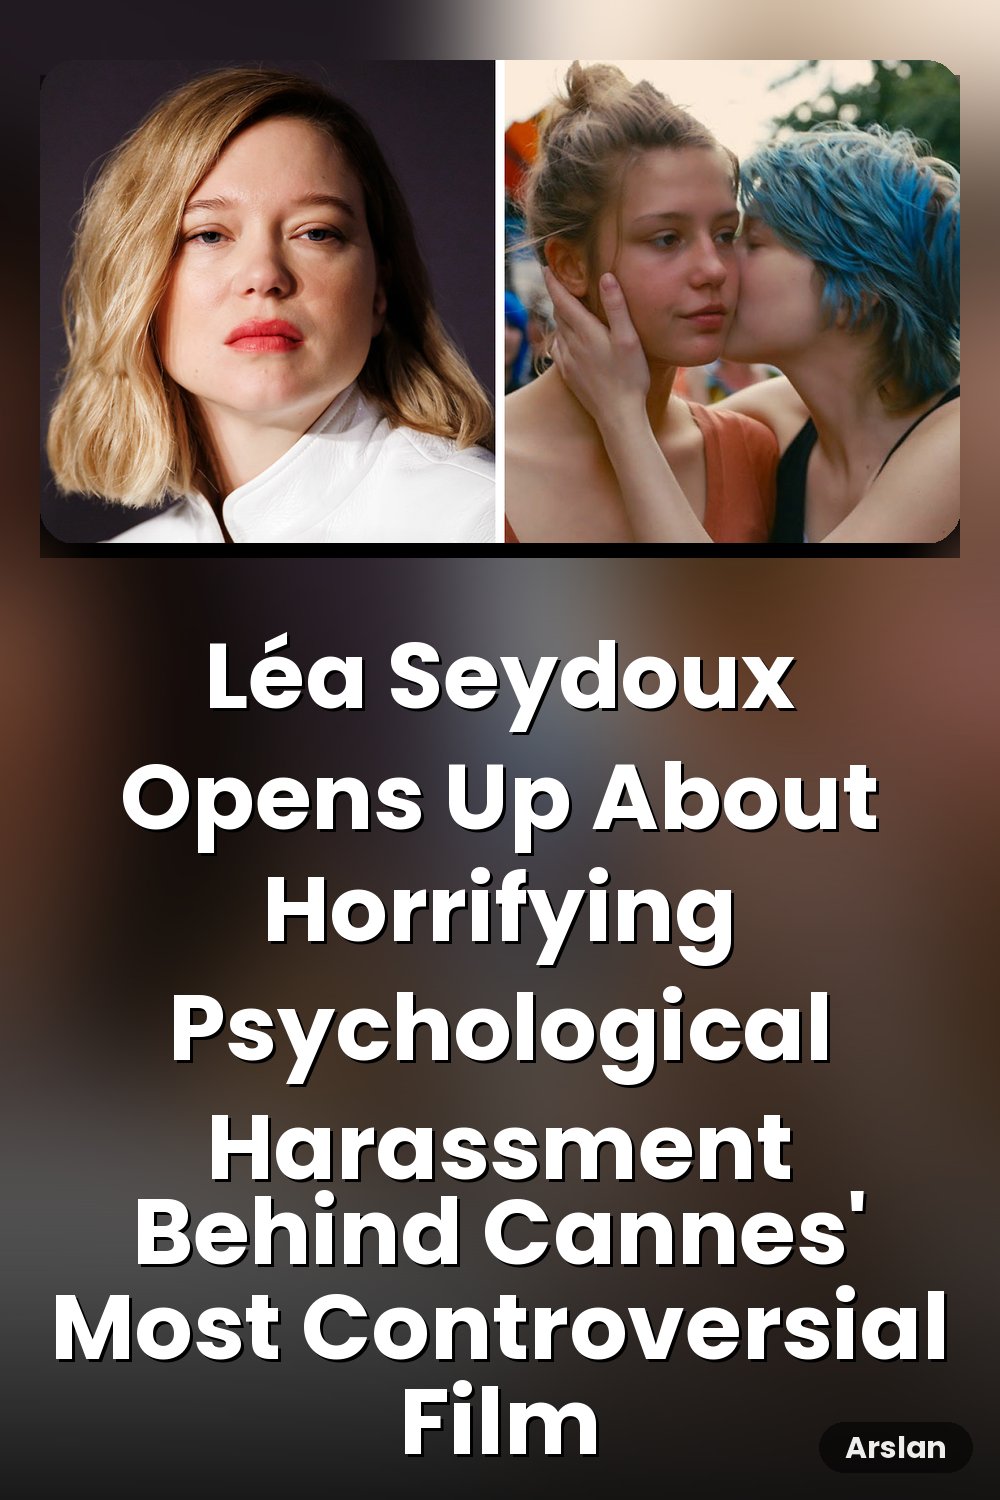 Léa Seydoux
Opens Up About
Horrifying
Psychological
Harassment
Behind Cannes'
Most Controversial
Film
Arslan